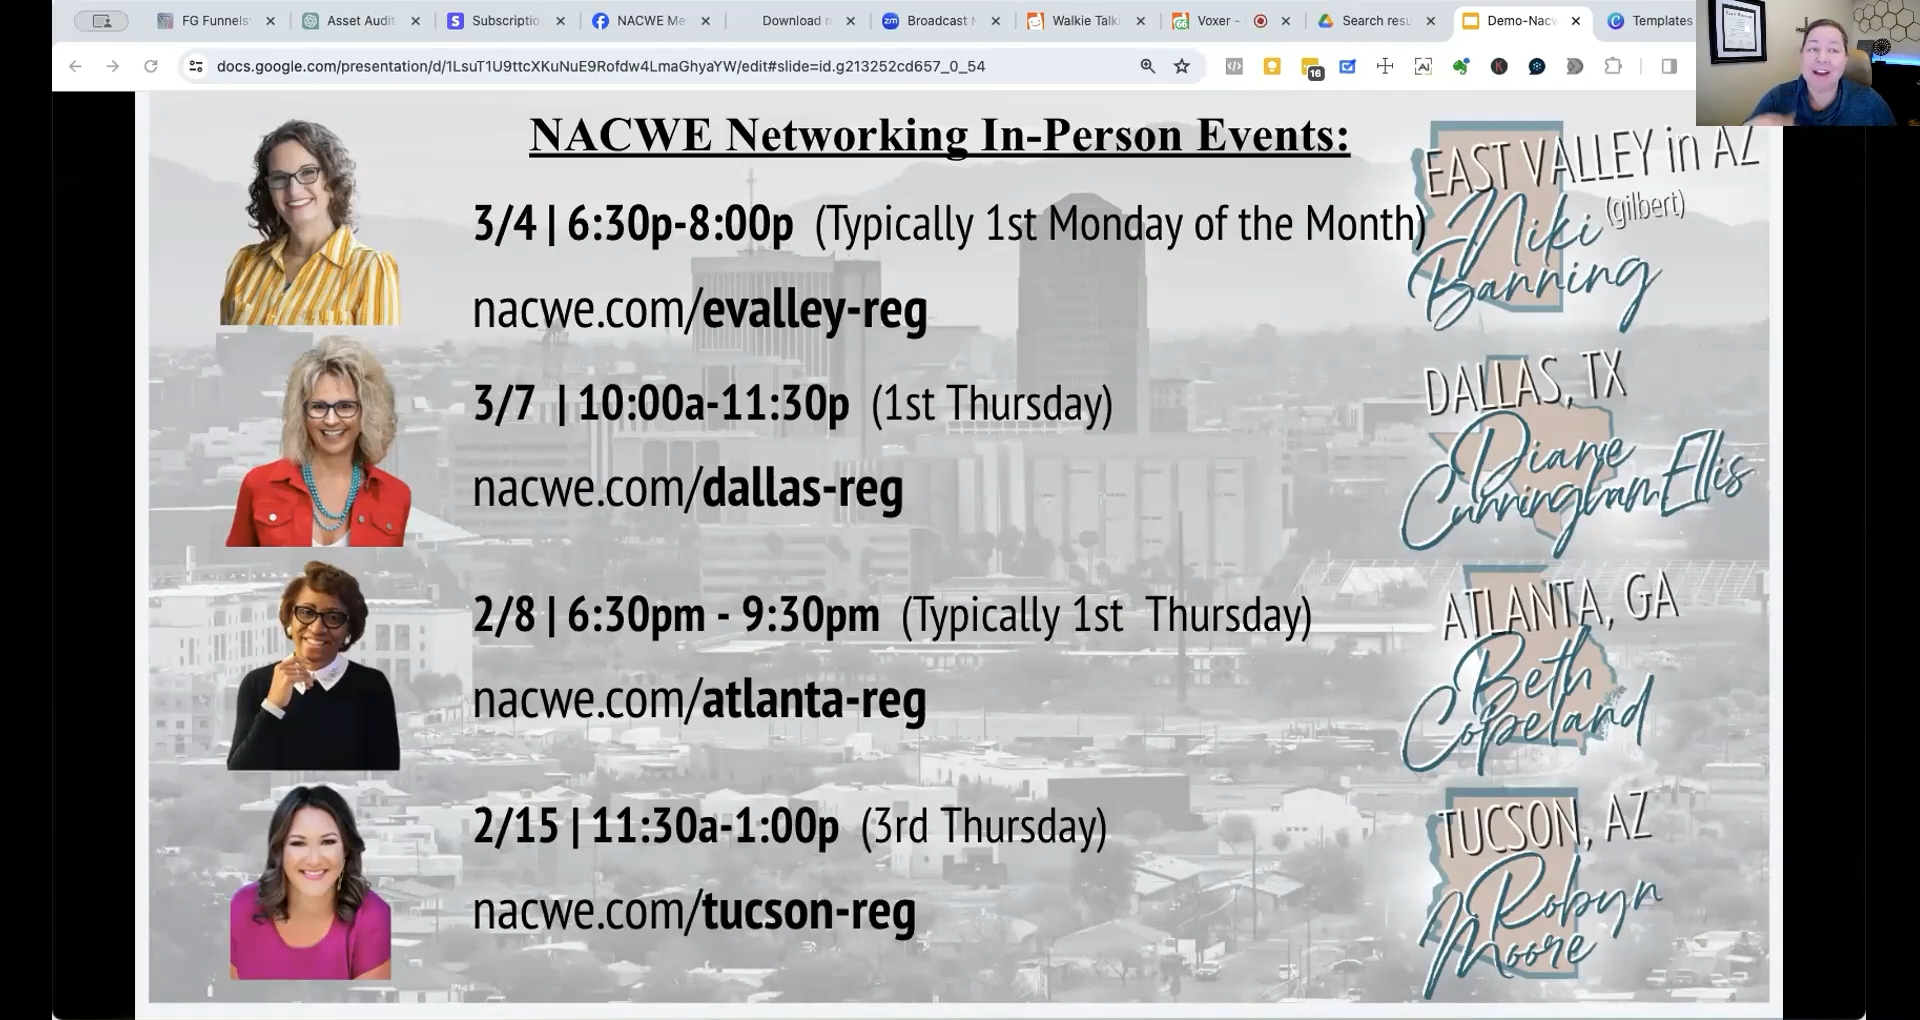 FG Funnels
Asset Audit
Subscriptio
NACWE Me
Download
Broadcast
Walkie Talk
Voxer -
Search resu
Demo-Nacw
Templates
docs.google.com/presentation/d/1LsuT1U9ttcXKuNuE9Rofdw4LmaGhyaYW/edit#slide=id.g213252cd657_0_54
16
NACWE Networking In-Person Events:
3/4 | 6:30p-8:00p (Typically 1st Monday of the Month)
nacwe.com/evalley-reg
EAST VALLEY in AZ
(gilbert)
Niki
Banning
3/7 | 10:00a-11:30p (1st Thursday)
nacwe.com/dallas-reg
DALLAS, TX
Diane
Cunningham Ellis
2/8 | 6:30pm - 9:30pm (Typically 1st Thursday)
nacwe.com/atlanta-reg
ATLANTA, GA
Beth
Copeland
2/15 | 11:30a-1:00p (3rd Thursday)
nacwe.com/tucson-reg
TUCSON, AZ
Robyn
Moore